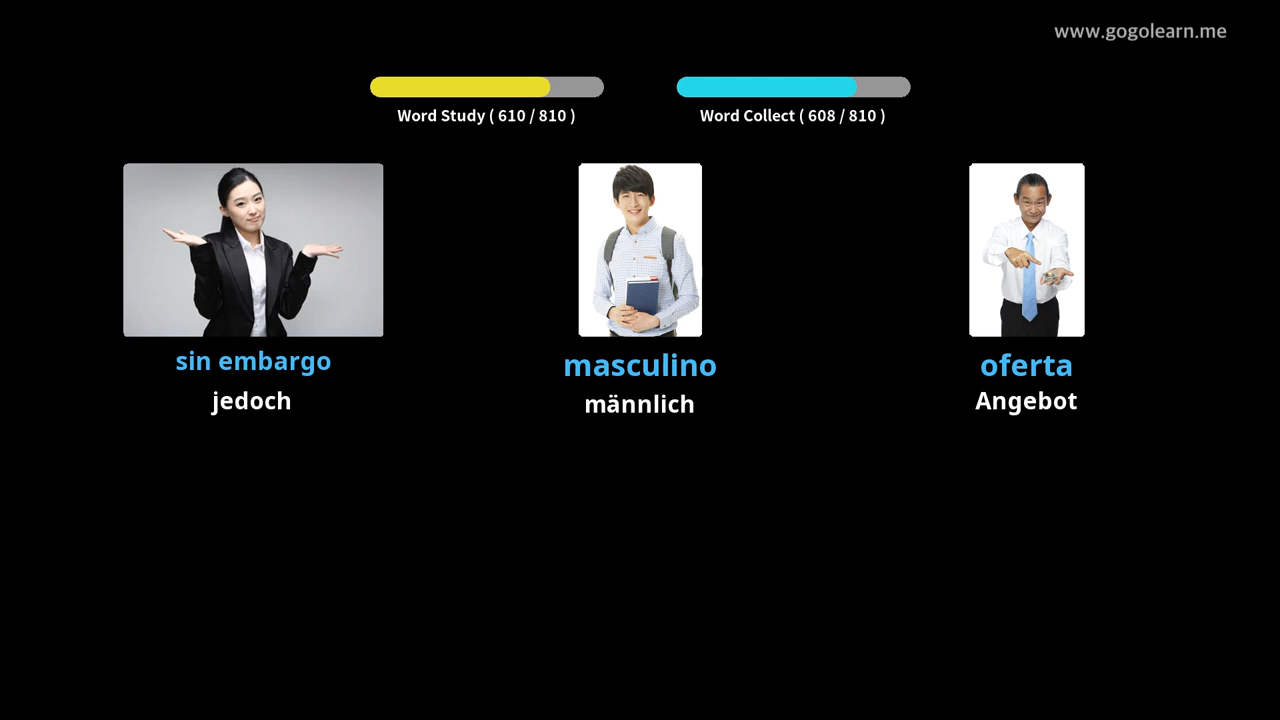 www.gogolearn.me
Word Study ( 610 / 810 )
Word Collect ( 608 / 810 )
sin embargo
jedoch
masculino
männlich
oferta
Angebot